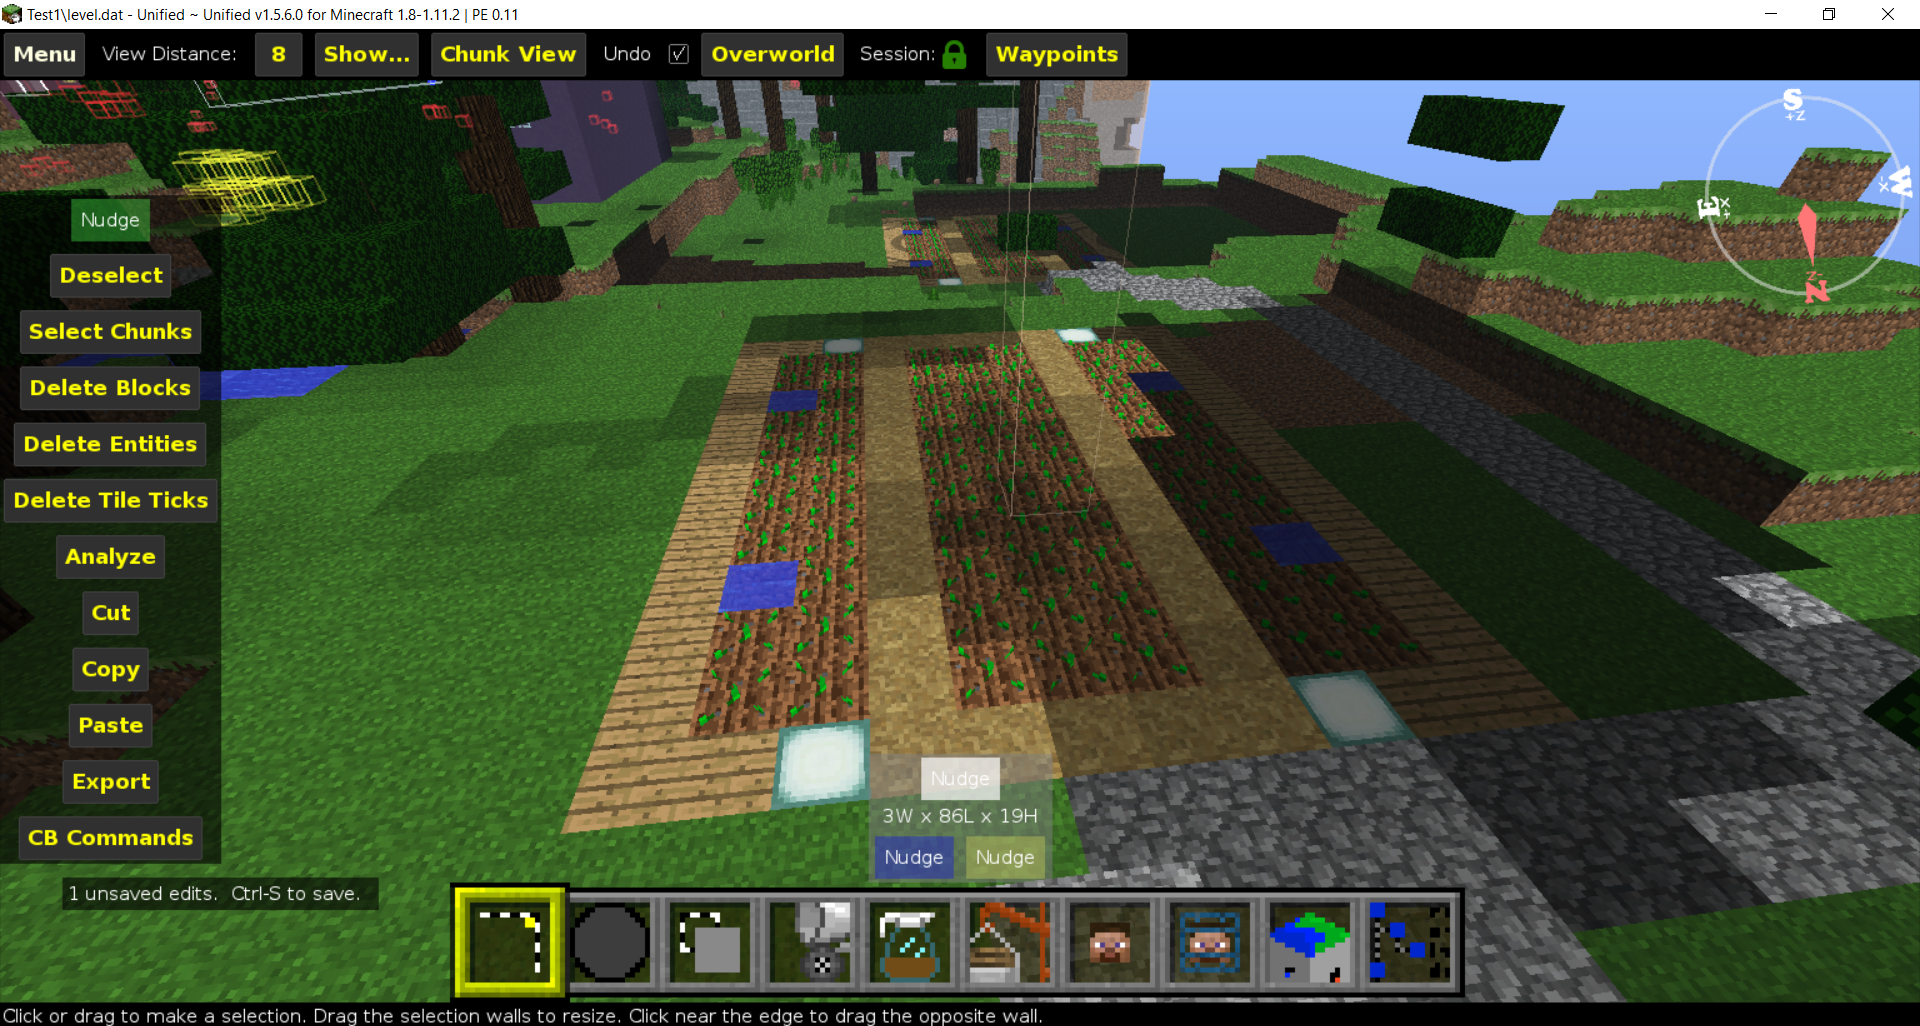 Test1\level.dat - Unified ~ Unified v1.5.6.0 for Minecraft 1.8-1.11.2 | PE 0.11
Menu View Distance: 8 Show... Chunk View Undo Overworld Session: Waypoints
S
+Z
W
X-
E
X+
Z-
N
Nudge
Deselect
Select Chunks
Delete Blocks
Delete Entities
Delete Tile Ticks
Analyze
Cut
Copy
Paste
Export
CB Commands
Nudge
3W x 86L x 19H
Nudge Nudge
1 unsaved edits. Ctrl-S to save.
Click or drag to make a selection. Drag the selection walls to resize. Click near the edge to drag the opposite wall.